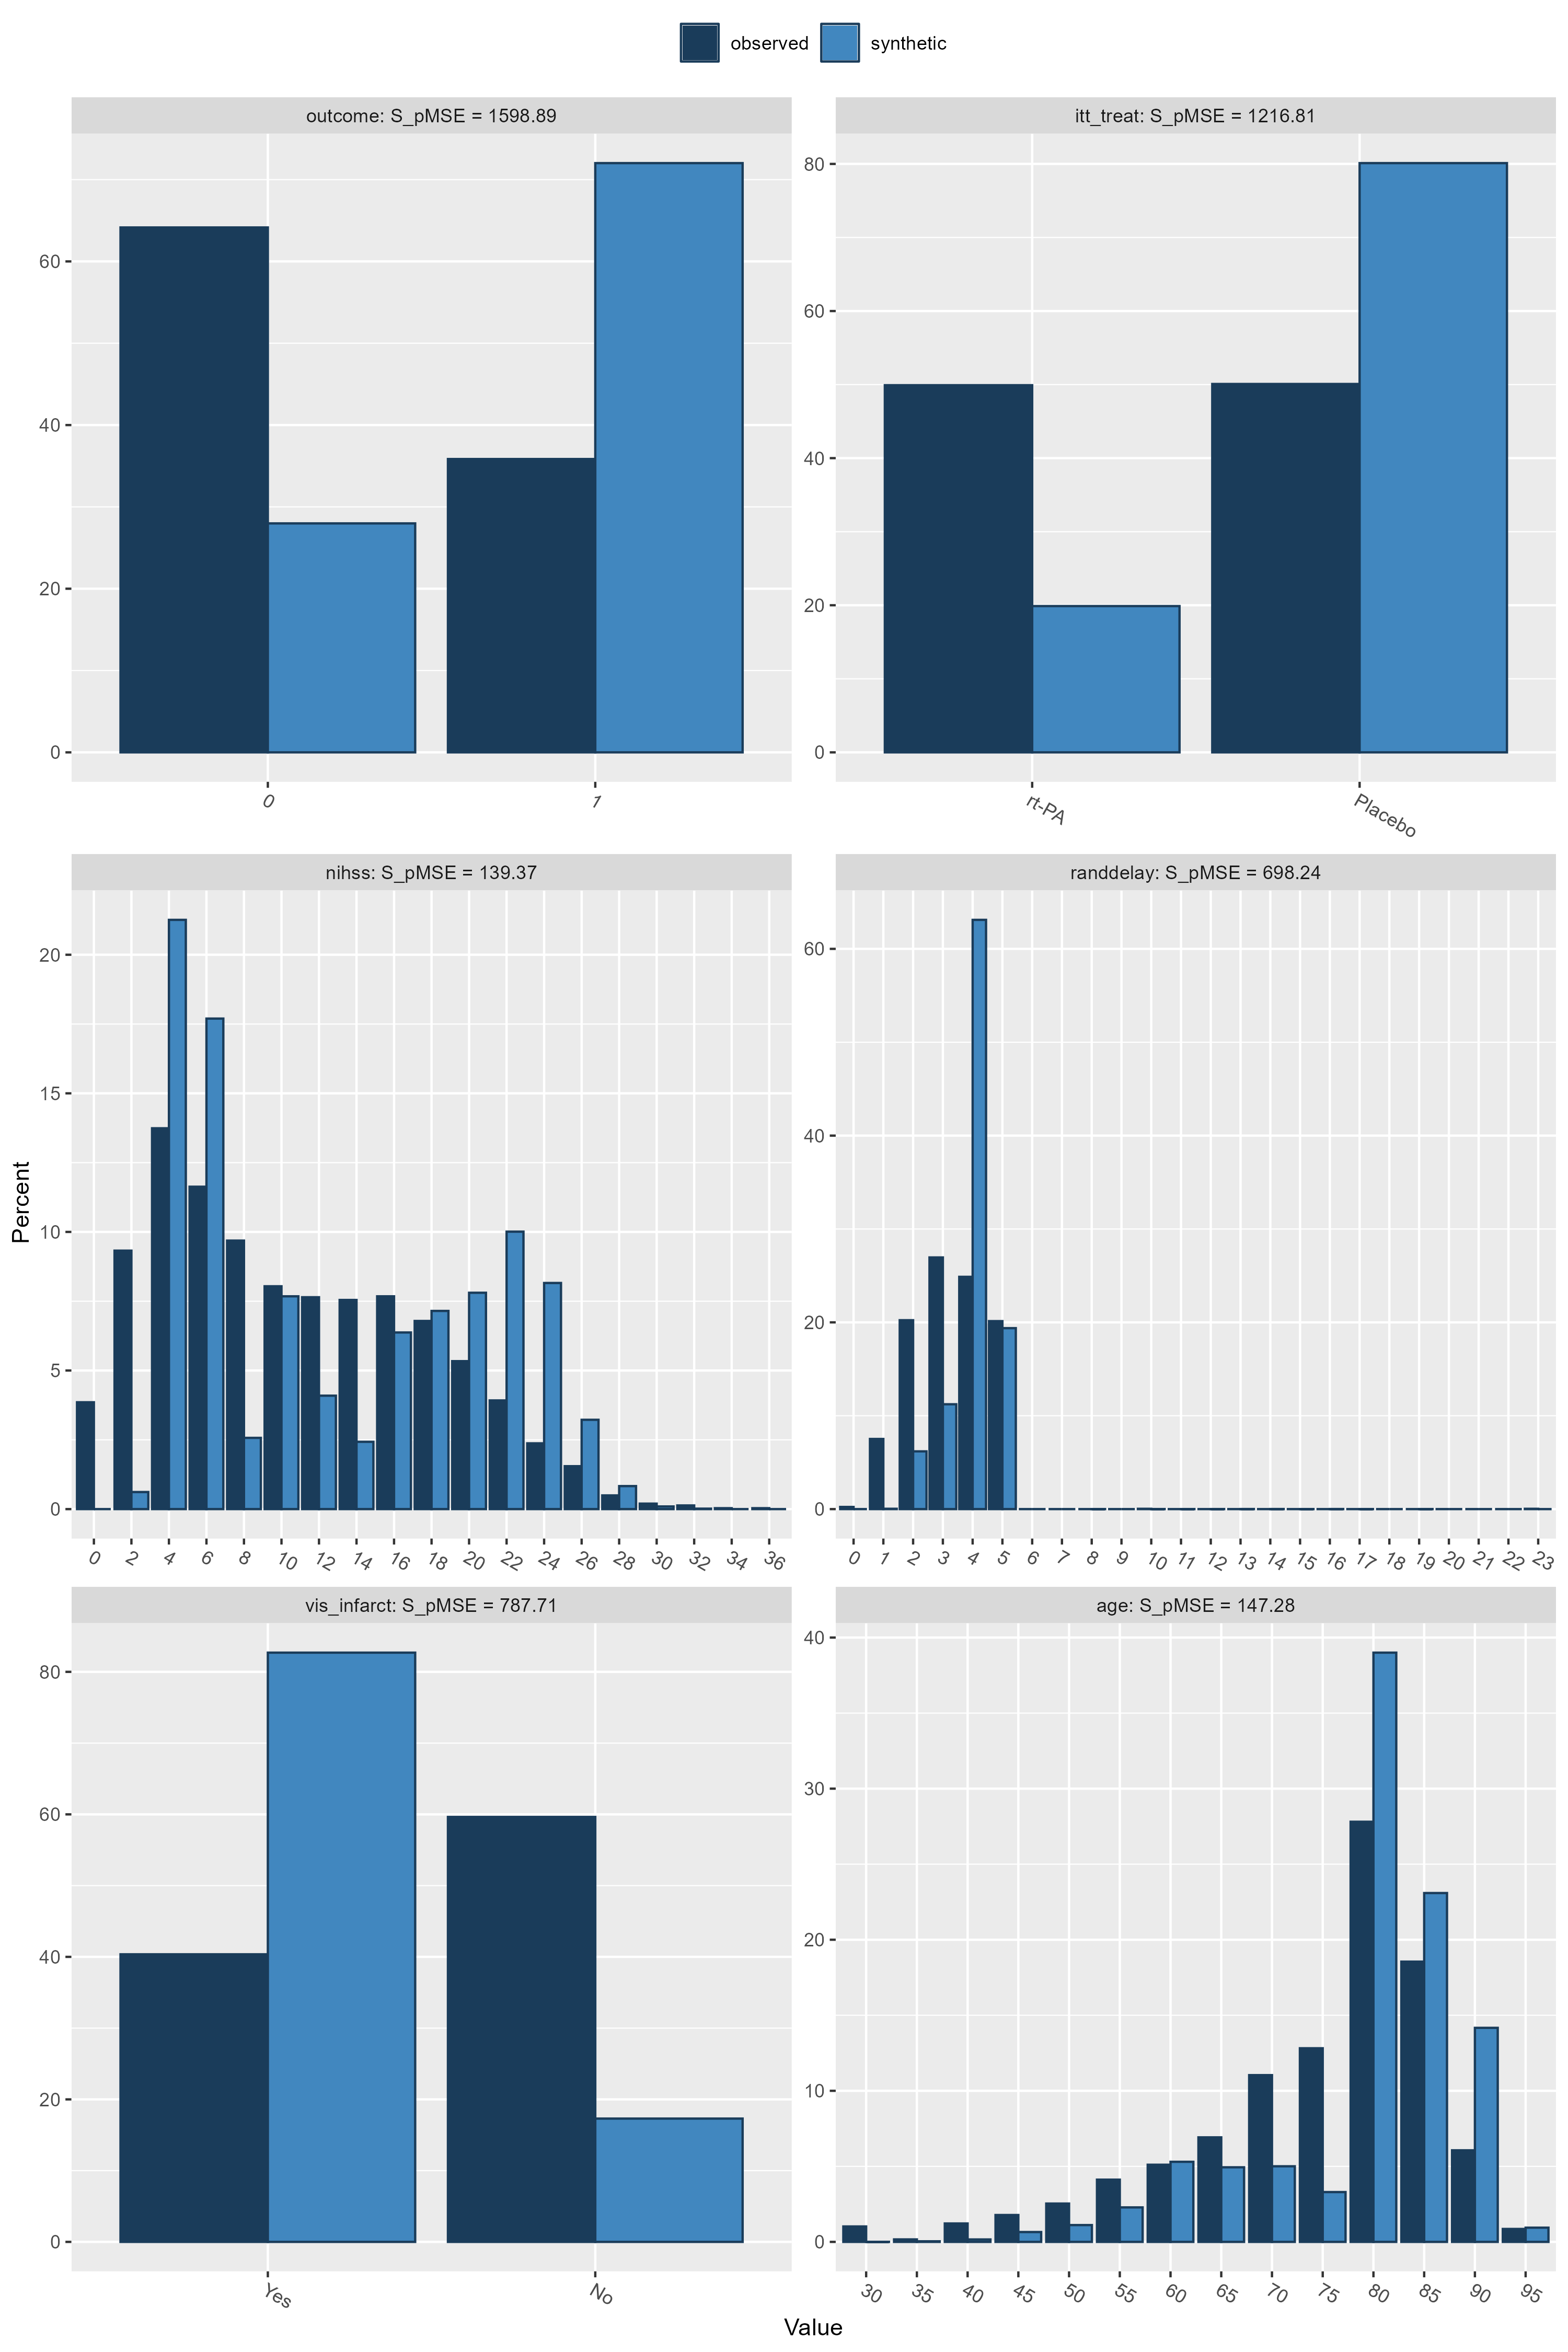 observed synthetic
outcome: S_pMSE = 1598.89
itt_treat: S_pMSE = 1216.81
60
40
20
0
80
60
40
20
0
0 1
rt-PA Placebo
nihss: S_pMSE = 139.37
randdelay: S_pMSE = 698.24
20
15
10
5
0
60
40
20
0
0 2 4 6 8 10 12 14 16 18 20 22 24 26 28 30 32 34 36
0 1 2 3 4 5 6 7 8 9 10 11 12 13 14 15 16 17 18 19 20 21 22 23
vis_infarct: S_pMSE = 787.71
age: S_pMSE = 147.28
80
60
40
20
0
40
30
20
10
0
Yes No
30 35 40 45 50 55 60 65 70 75 80 85 90 95
Percent
Value